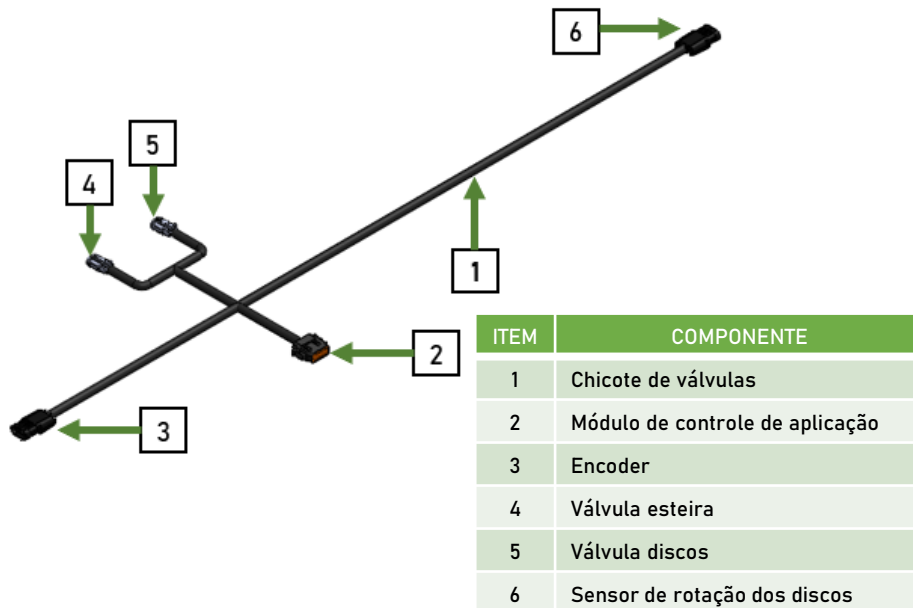 6
5
4
1
2
3
ITEM COMPONENTE
1 Chicote de válvulas
2 Módulo de controle de aplicação
3 Encoder
4 Válvula esteira
5 Válvula discos
6 Sensor de rotação dos discos